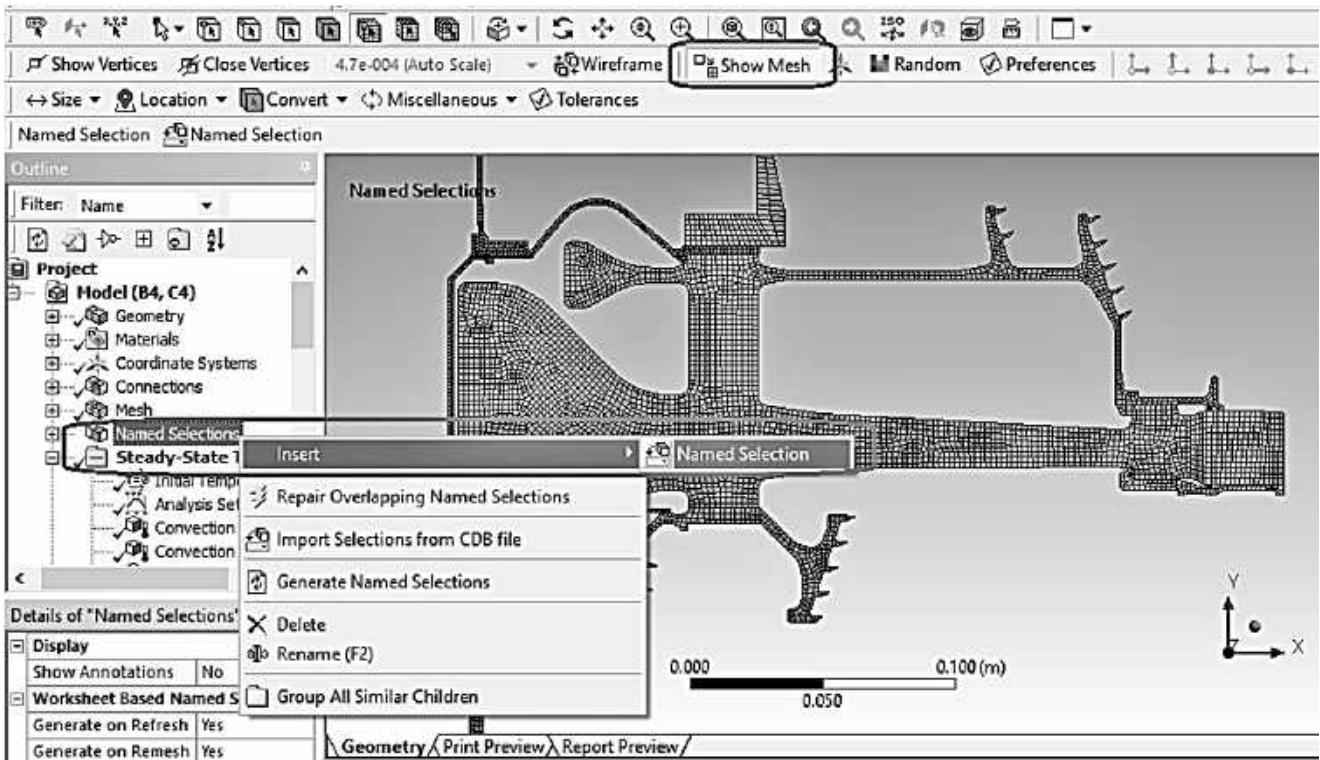 ISO
Show Vertices Close Vertices 4.7e-004 (Auto Scale) Wireframe Show Mesh Random Preferences
Size Location Convert Miscellaneous Tolerances
Named Selection Named Selection
Outline
Filter: Name
Named Selections
Project
Model (B4, C4)
Geometry
Materials
Coordinate Systems
Connections
Mesh
Named Selections
Insert Named Selection
Steady-State T
Initial Tempe
Repair Overlapping Named Selections
Analysis Set
Convection
Import Selections from CDB file
Convection
Generate Named Selections
Details of "Named Selections"
Delete
Display
Rename (F2)
Show Annotations No
Worksheet Based Named S
Group All Similar Children
Generate on Refresh Yes
Generate on Remesh Yes
0.000 0.100 (m)
0.050
Y
X
Z
Geometry Print Preview Report Preview